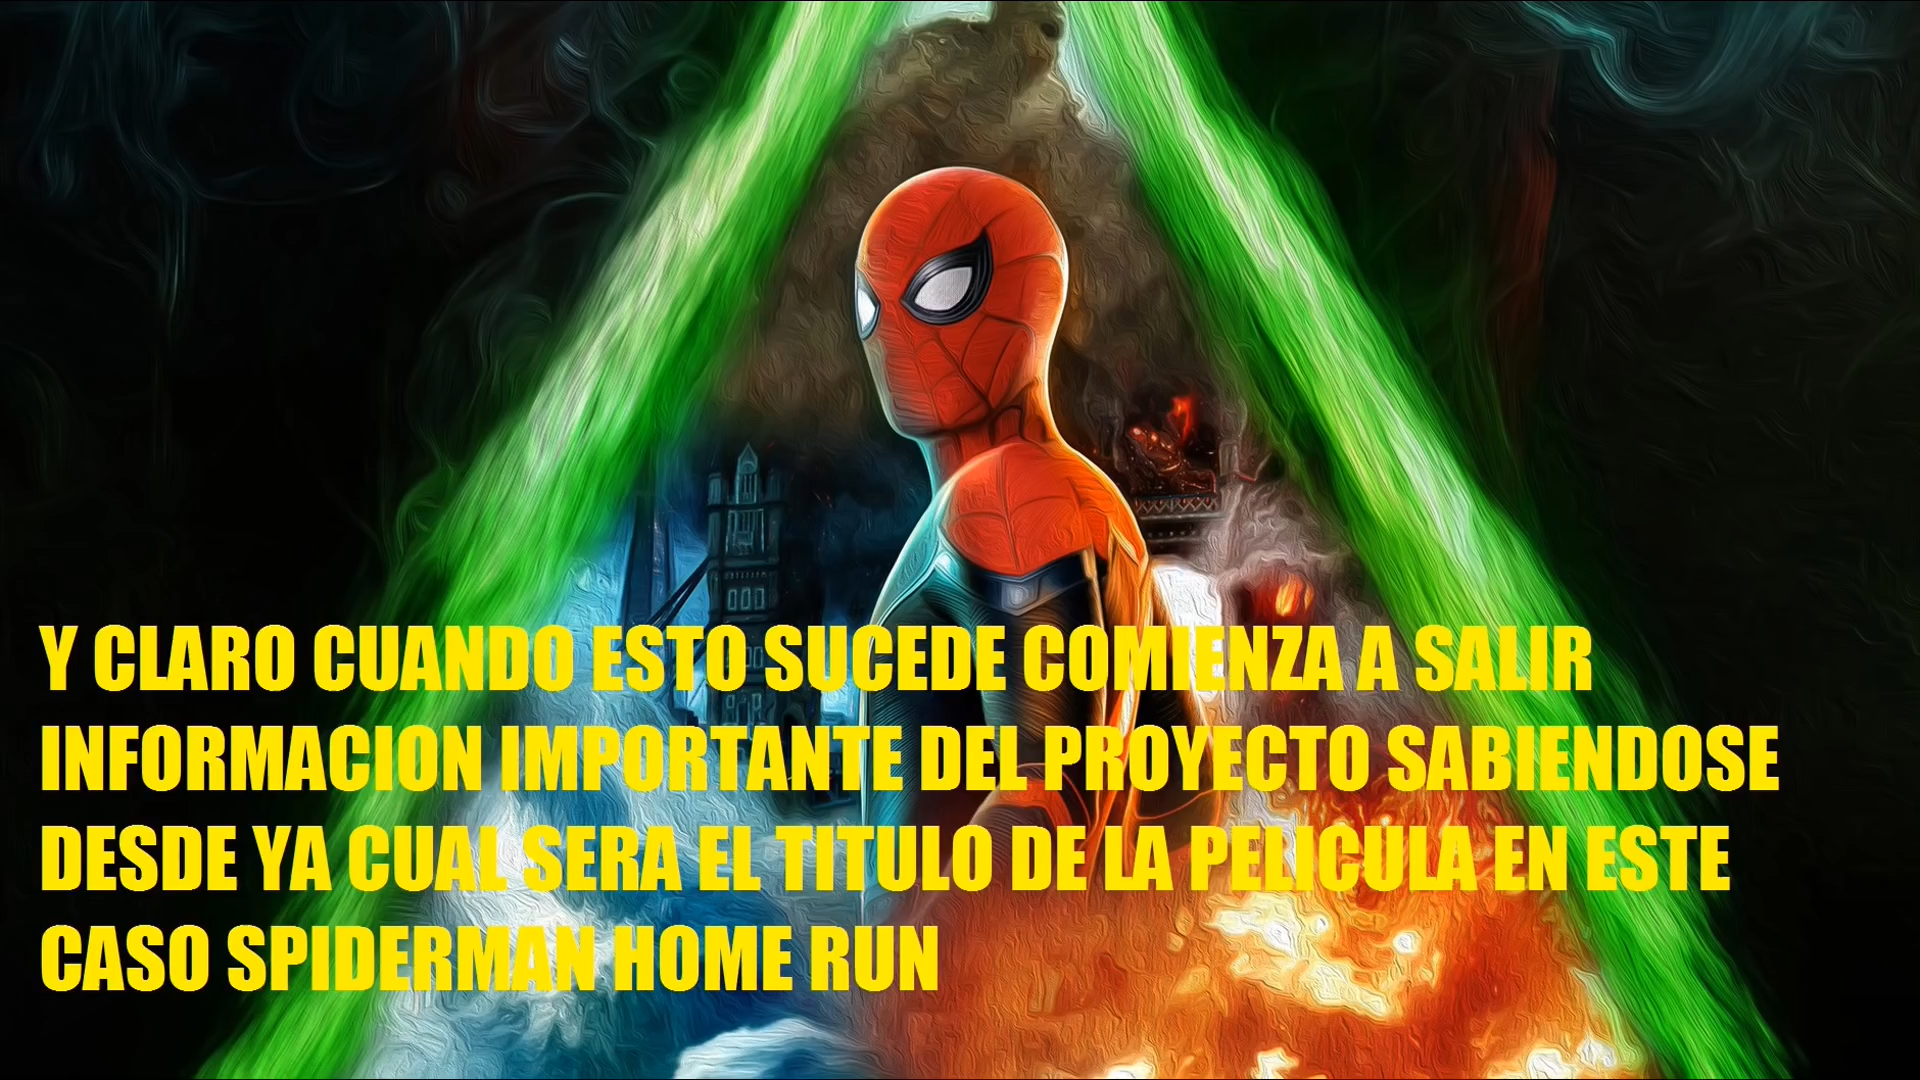 Y CLARO CUANDO ESTO SUCEDE COMIENZA A SALIR
INFORMACION IMPORTANTE DEL PROYECTO SABIENDOSE
DESDE YA CUAL SERA EL TITULO DE LA PELICULA EN ESTE
CASO SPIDERMAN HOME RUN